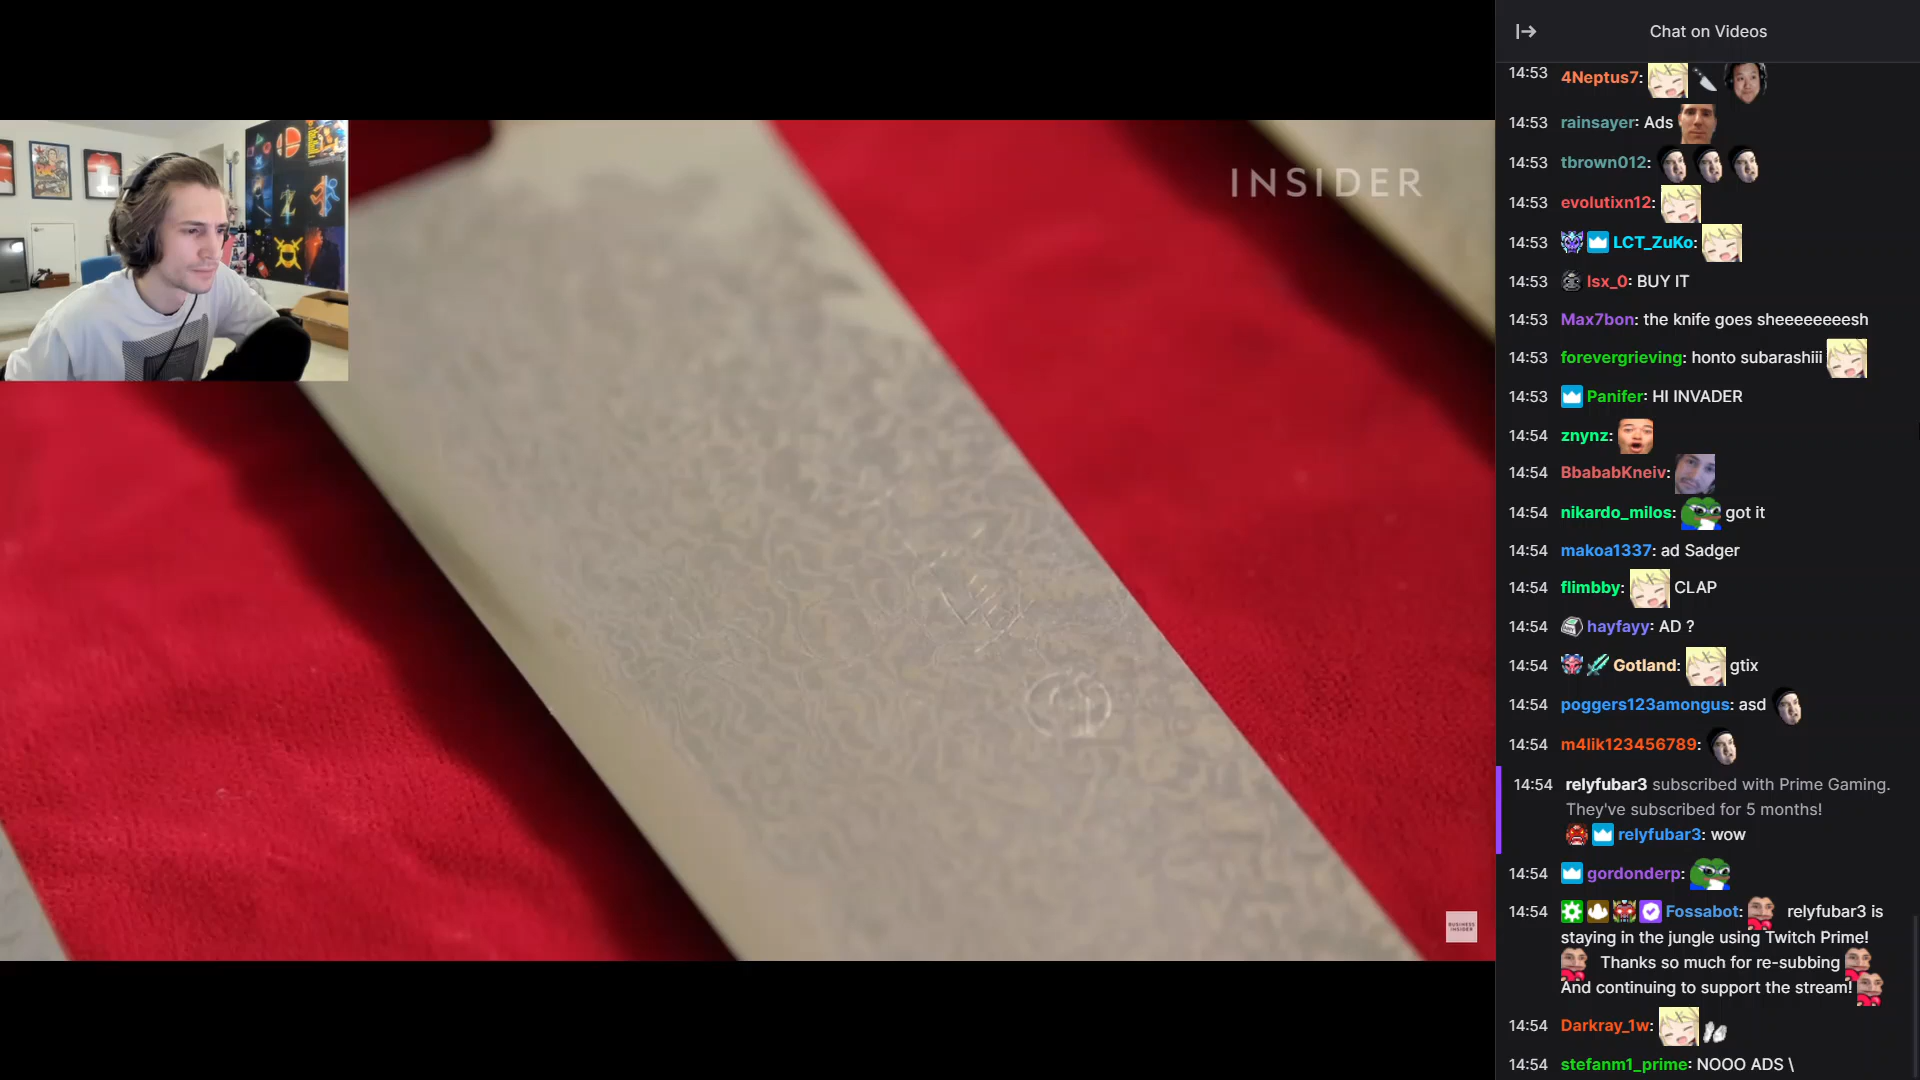 INSIDER
BUSINESS
INSIDER
Chat on Videos
14:53 4Neptus7:
14:53 rainsayer: Ads
14:53 tbrown012:
14:53 evolutixn12:
14:53 LCT_ZuKo:
14:53 lsx_0: BUY IT
14:53 Max7bon: the knife goes sheeeeeeeesh
14:53 forevergrieving: honto subarashiii
14:53 Panifer: HI INVADER
14:54 znynz:
14:54 BbababKneiv:
14:54 nikardo_milos: got it
14:54 makoa1337: ad Sadger
14:54 flimbby: CLAP
14:54 hayfayy: AD ?
14:54 Gotland: gtix
14:54 poggers123amongus: asd
14:54 m4lik123456789:
14:54 relyfubar3 subscribed with Prime Gaming.
They've subscribed for 5 months!
relyfubar3: wow
14:54 gordonderp:
14:54 Fossabot: relyfubar3 is
staying in the jungle using Twitch Prime!
Thanks so much for re-subbing
And continuing to support the stream!
14:54 Darkray_1w:
14:54 stefanm1_prime: NOOO ADS \